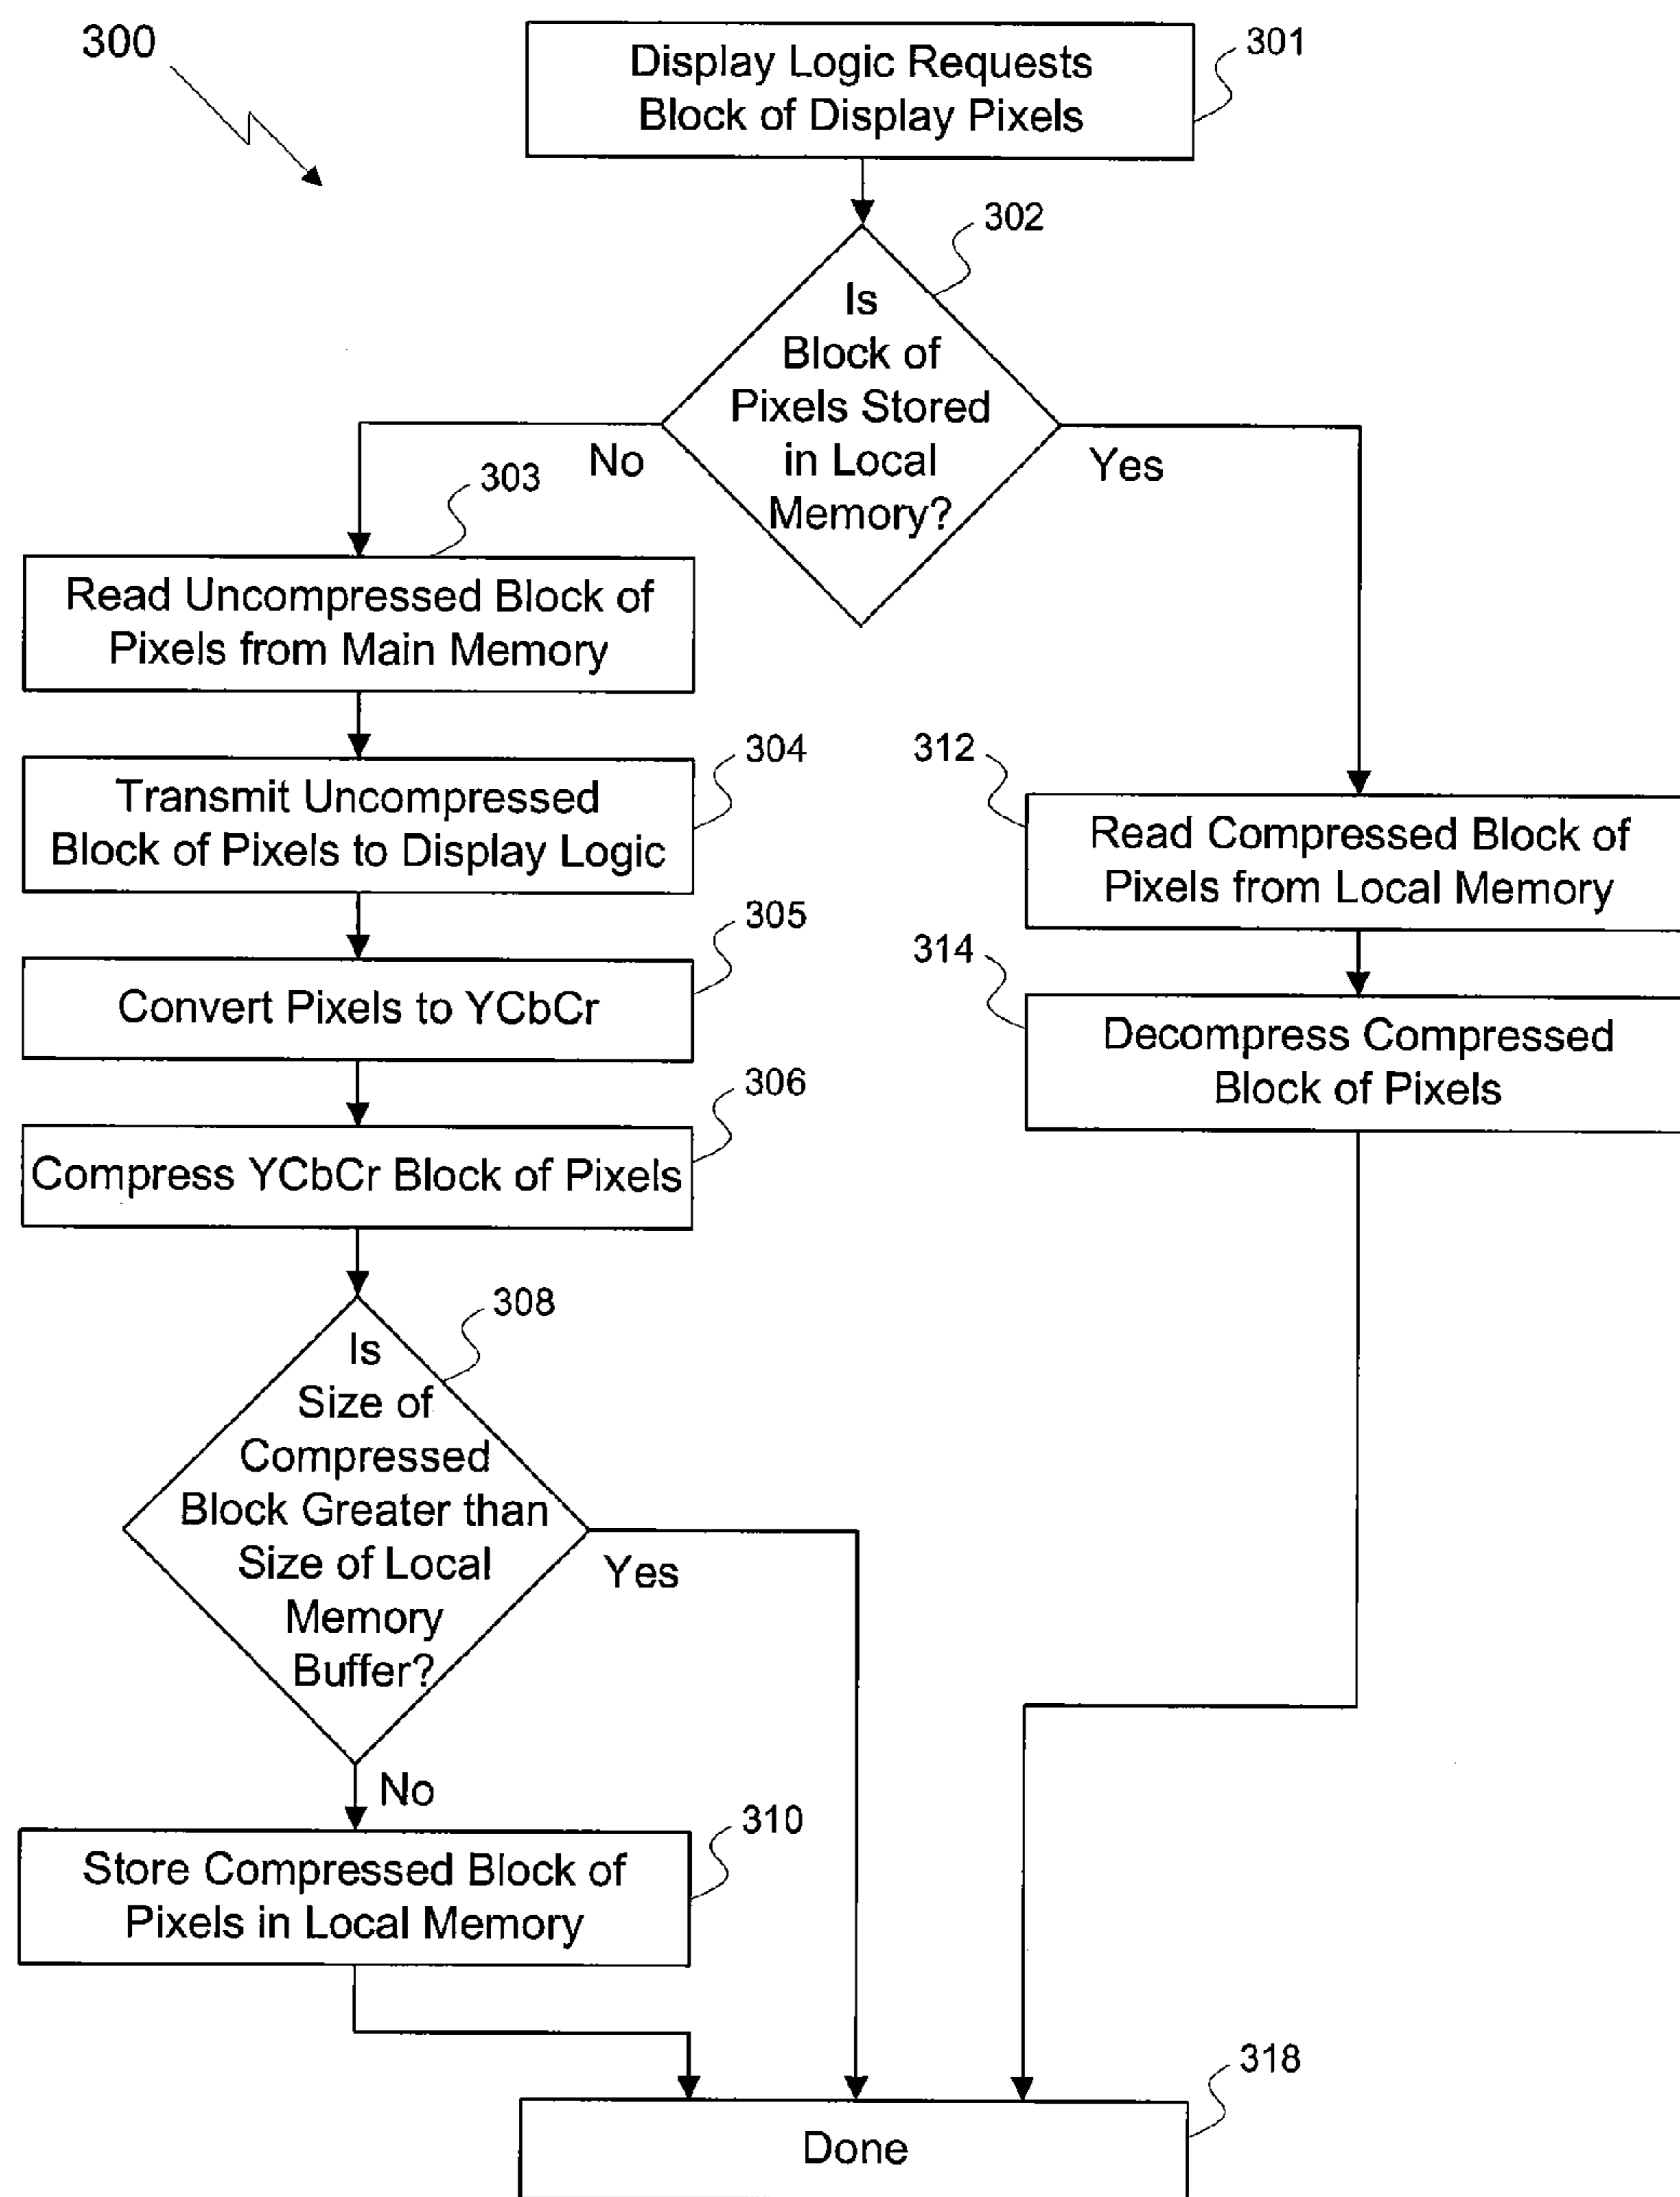 300
Display Logic Requests
Block of Display Pixels
301
302
Is
Block of
Pixels Stored
in Local
Memory?
No
Yes
303
Read Uncompressed Block of
Pixels from Main Memory
304
Transmit Uncompressed
Block of Pixels to Display Logic
305
Convert Pixels to YCbCr
306
Compress YCbCr Block of Pixels
308
Is
Size of
Compressed
Block Greater than
Size of Local
Memory
Buffer?
Yes
No
310
Store Compressed Block of
Pixels in Local Memory
312
Read Compressed Block of
Pixels from Local Memory
314
Decompress Compressed
Block of Pixels
318
Done